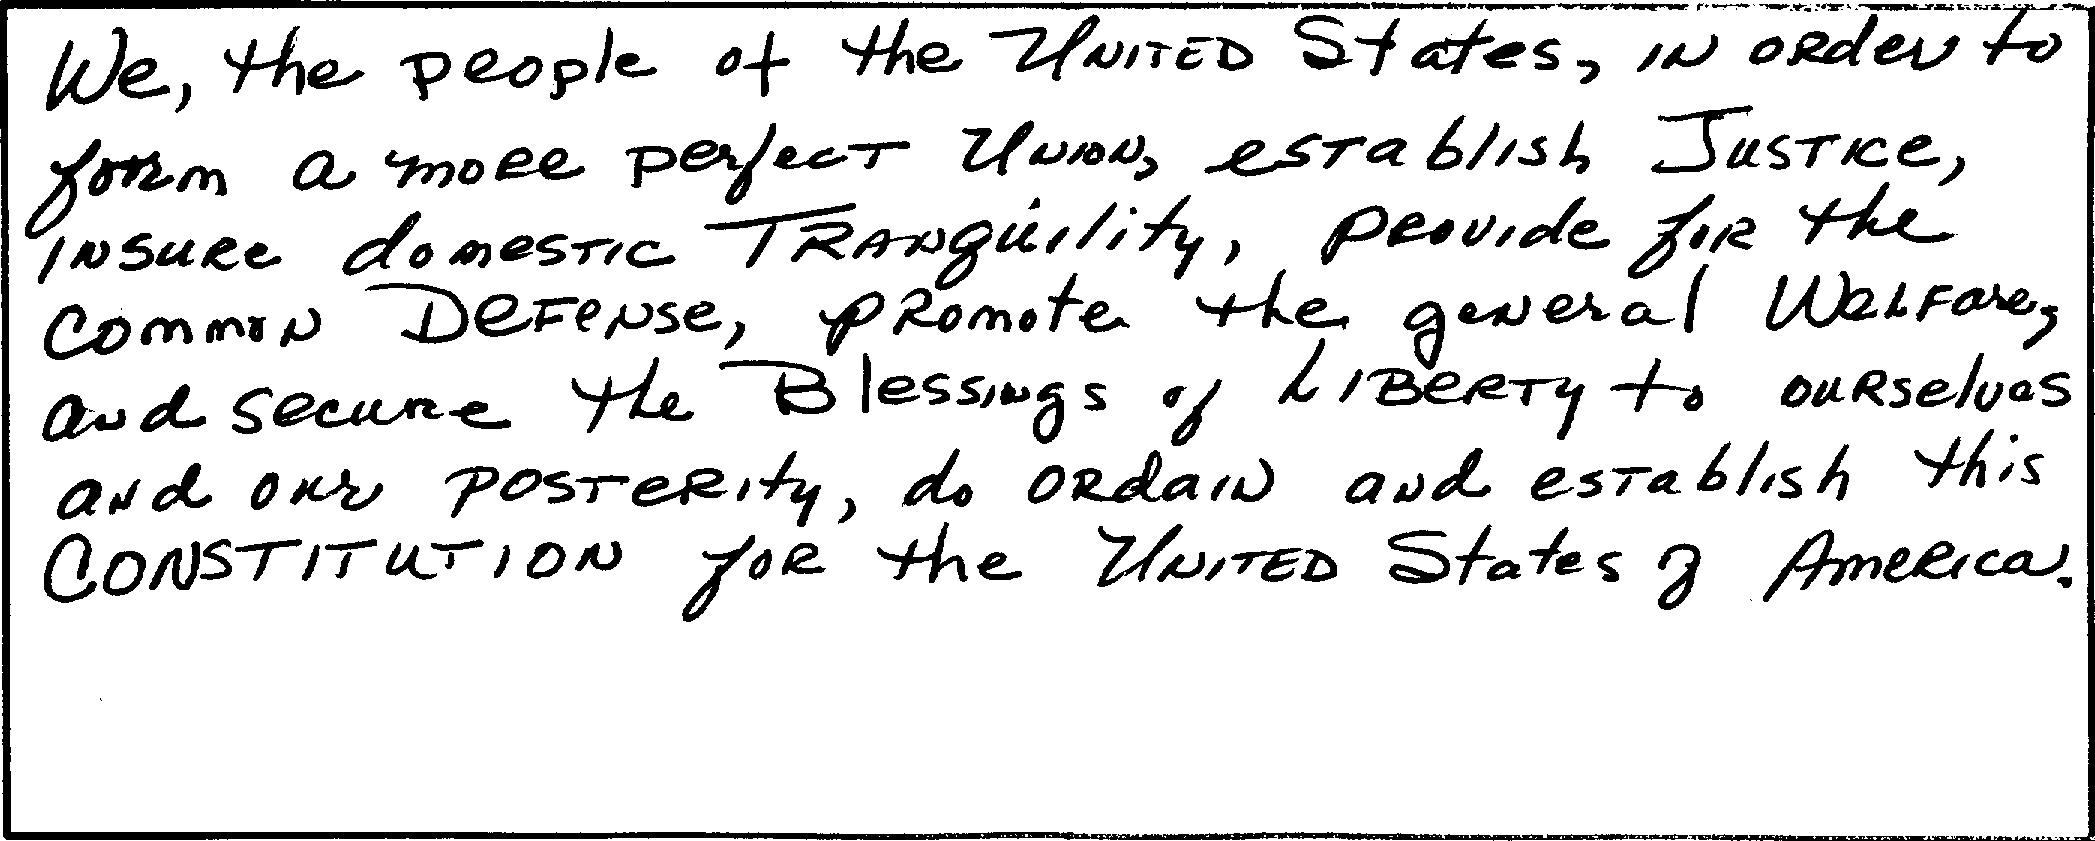 We, the people of the United States, in order to
form a more perfect Union, establish Justice,
insure domestic Tranquility, provide for the
common Defense, promote the general Welfare,
and secure the Blessings of Liberty to ourselves
and our posterity, do ordain and establish this
CONSTITUTION for the United States of America.